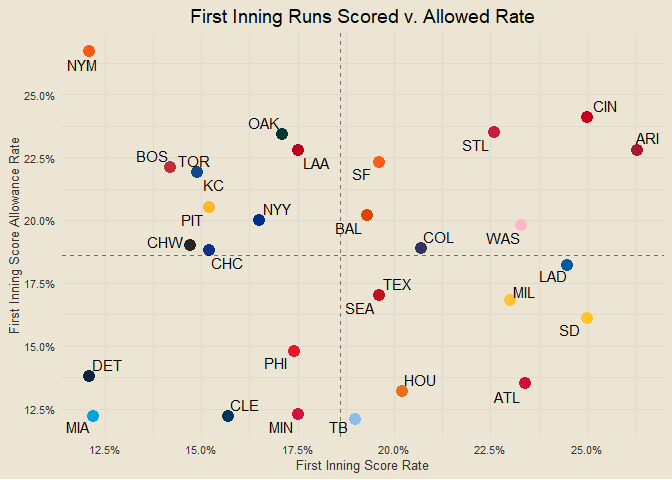 First Inning Runs Scored v. Allowed Rate
NYM
25.0%
CIN
OAK
ARI
STL
BOS
TOR
LAA
22.5%
SF
KC
PIT
NYY
20.0%
BAL
CHW
COL
WAS
CHC
LAD
17.5%
TEX
SEA
MIL
SD
15.0%
PHI
DET
HOU
ATL
12.5%
CLE
MIA
MIN
TB
12.5%
15.0%
17.5%
20.0%
22.5%
25.0%
First Inning Score Rate
First Inning Score Allowance Rate